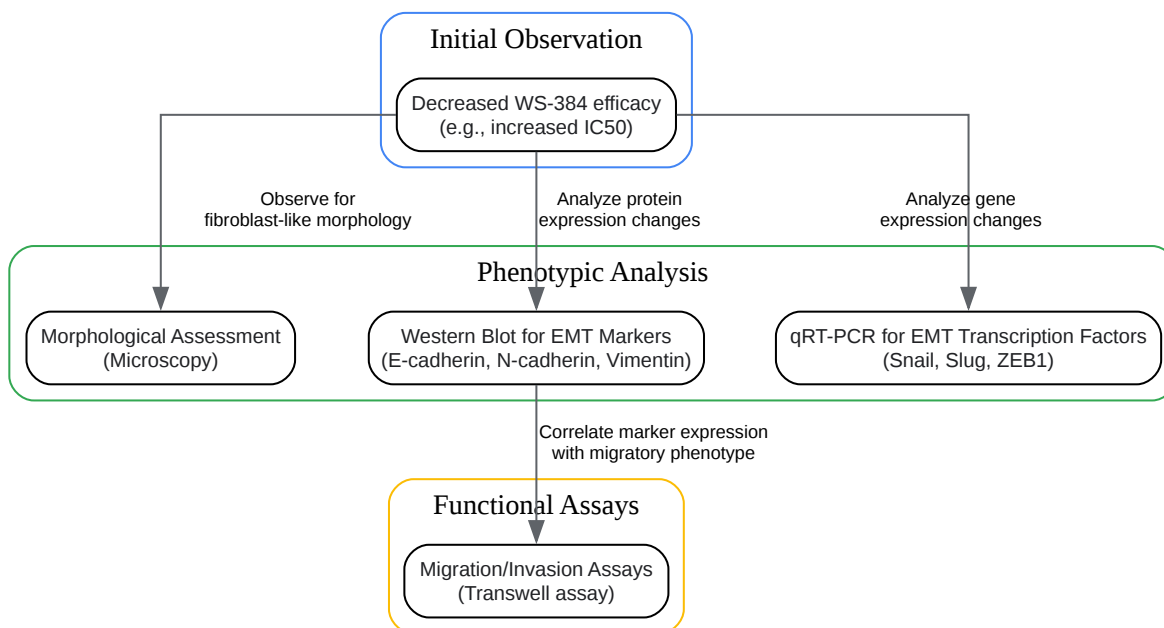 Initial Observation
Decreased WS-384 efficacy
(e.g., increased IC50)
Observe for
fibroblast-like morphology
Analyze protein
expression changes
Analyze gene
expression changes
Phenotypic Analysis
Morphological Assessment
(Microscopy)
Western Blot for EMT Markers
(E-cadherin, N-cadherin, Vimentin)
qRT-PCR for EMT Transcription Factors
(Snail, Slug, ZEB1)
Correlate marker expression
with migratory phenotype
Functional Assays
Migration/Invasion Assays
(Transwell assay)